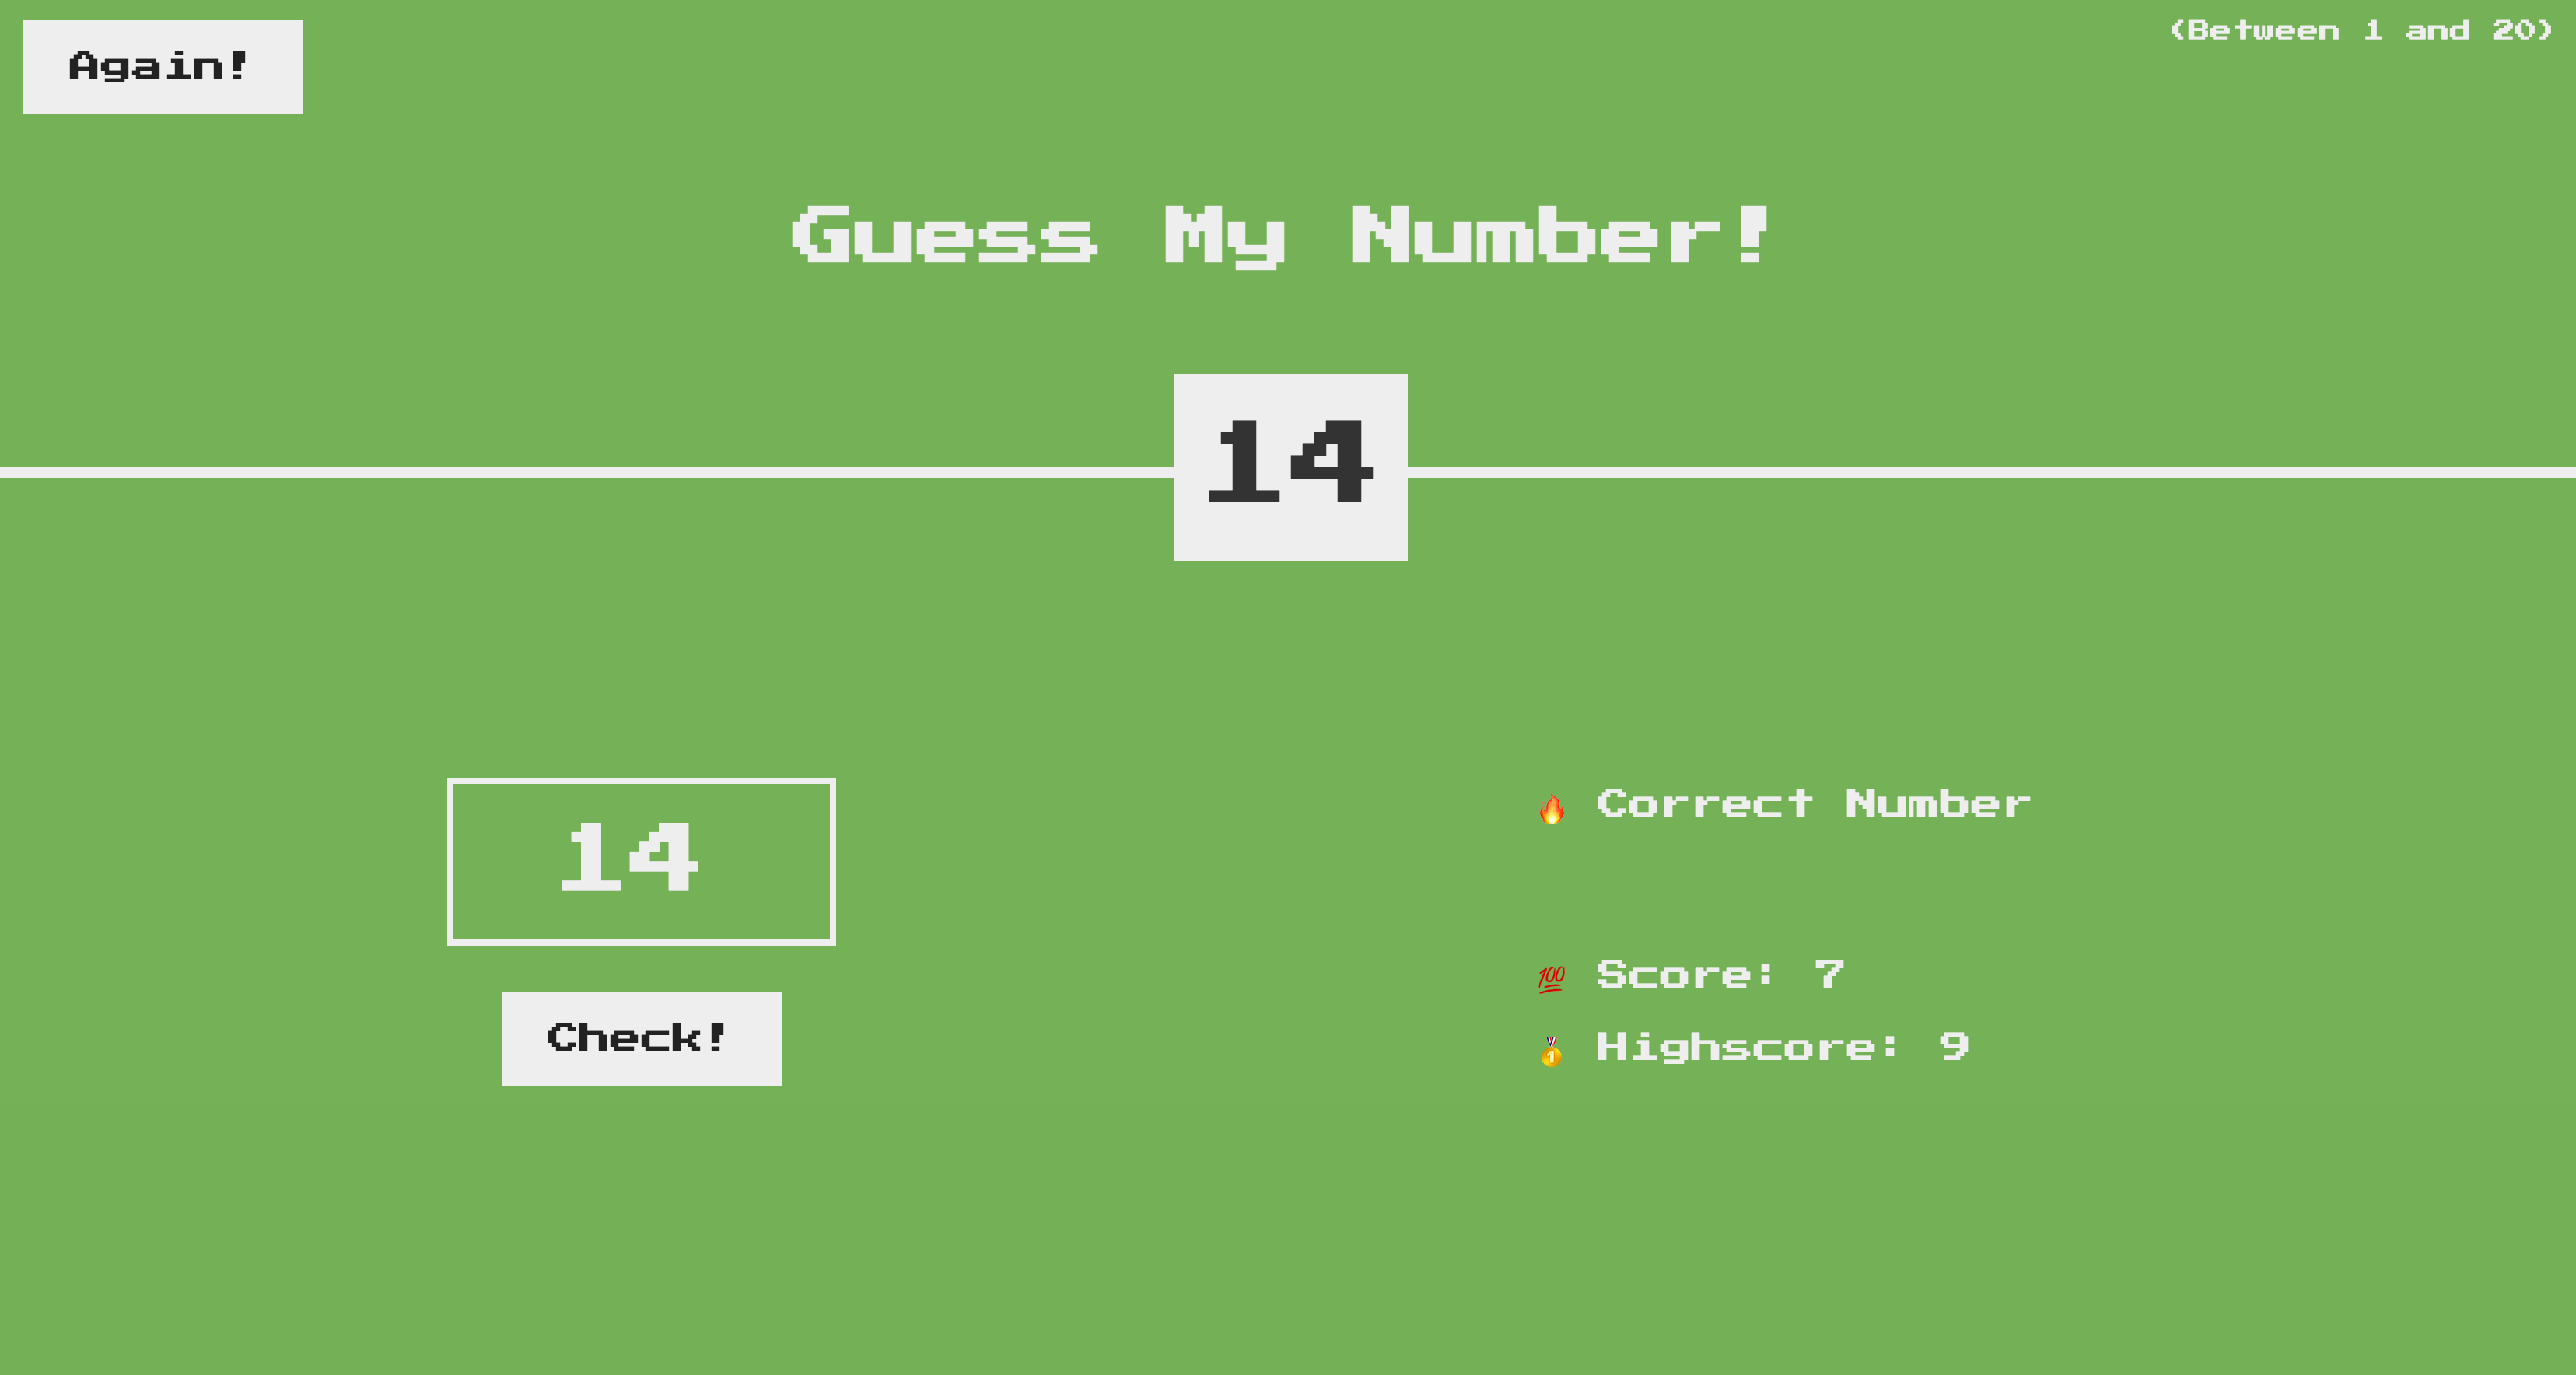 Again!
(Between 1 and 20)
Guess My Number!
14
14
Check!
🔥 Correct Number
💯 Score: 7
🥇 Highscore: 9